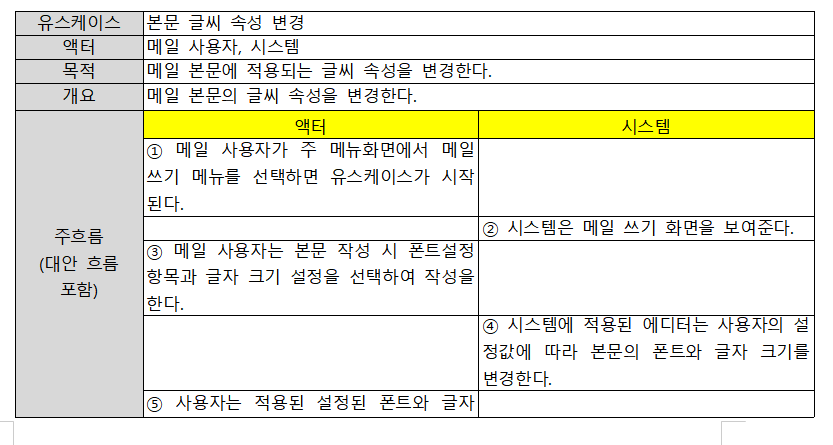 유스케이스 본문 글씨 속성 변경
액터 메일 사용자, 시스템
목적 메일 본문에 적용되는 글씨 속성을 변경한다.
개요 메일 본문의 글씨 속성을 변경한다.
주흐름
(대안 흐름
포함)
액터 시스템
① 메일 사용자가 주 메뉴화면에서 메일
쓰기 메뉴를 선택하면 유스케이스가 시작
된다.
② 시스템은 메일 쓰기 화면을 보여준다.
③ 메일 사용자는 본문 작성 시 폰트설정
항목과 글자 크기 설정을 선택하여 작성을
한다.
④ 시스템에 적용된 에디터는 사용자의 설
정값에 따라 본문의 폰트와 글자 크기를
변경한다.
⑤ 사용자는 적용된 설정된 폰트와 글자